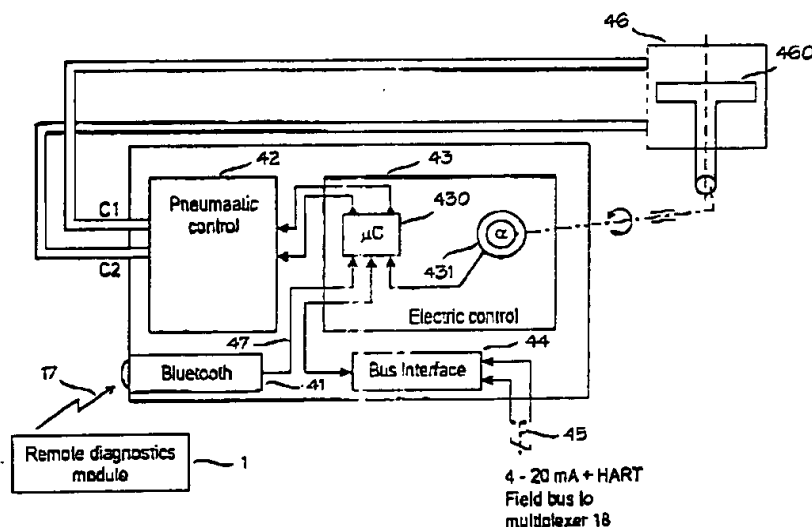 46
460
42
43
C1
Pneumaatic
control
430
µC
α
431
C2
Electric control
47
44
17
Bluetooth
41
Bus Interface
45
Remote diagnostics
module
1
4 - 20 mA + HART
Field bus to
multiplexer 18